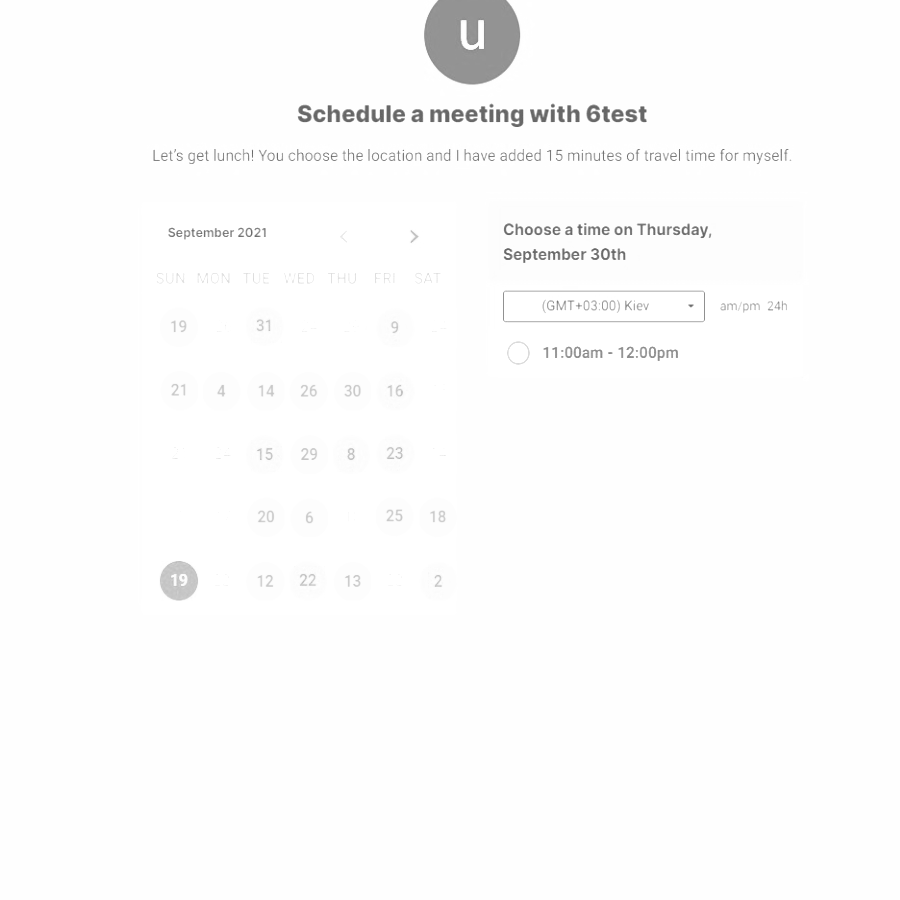 u
Schedule a meeting with 6test
Let's get lunch! You choose the location and I have added 15 minutes of travel time for myself.
September 2021
SUN MON TUE WED THU FRI SAT
19 31 9
21 4 14 26 30 16
15 29 8 23
20 6 25 18
19 12 22 13 2
Choose a time on Thursday,
September 30th
(GMT+03:00) Kiev
am/pm 24h
11:00am - 12:00pm